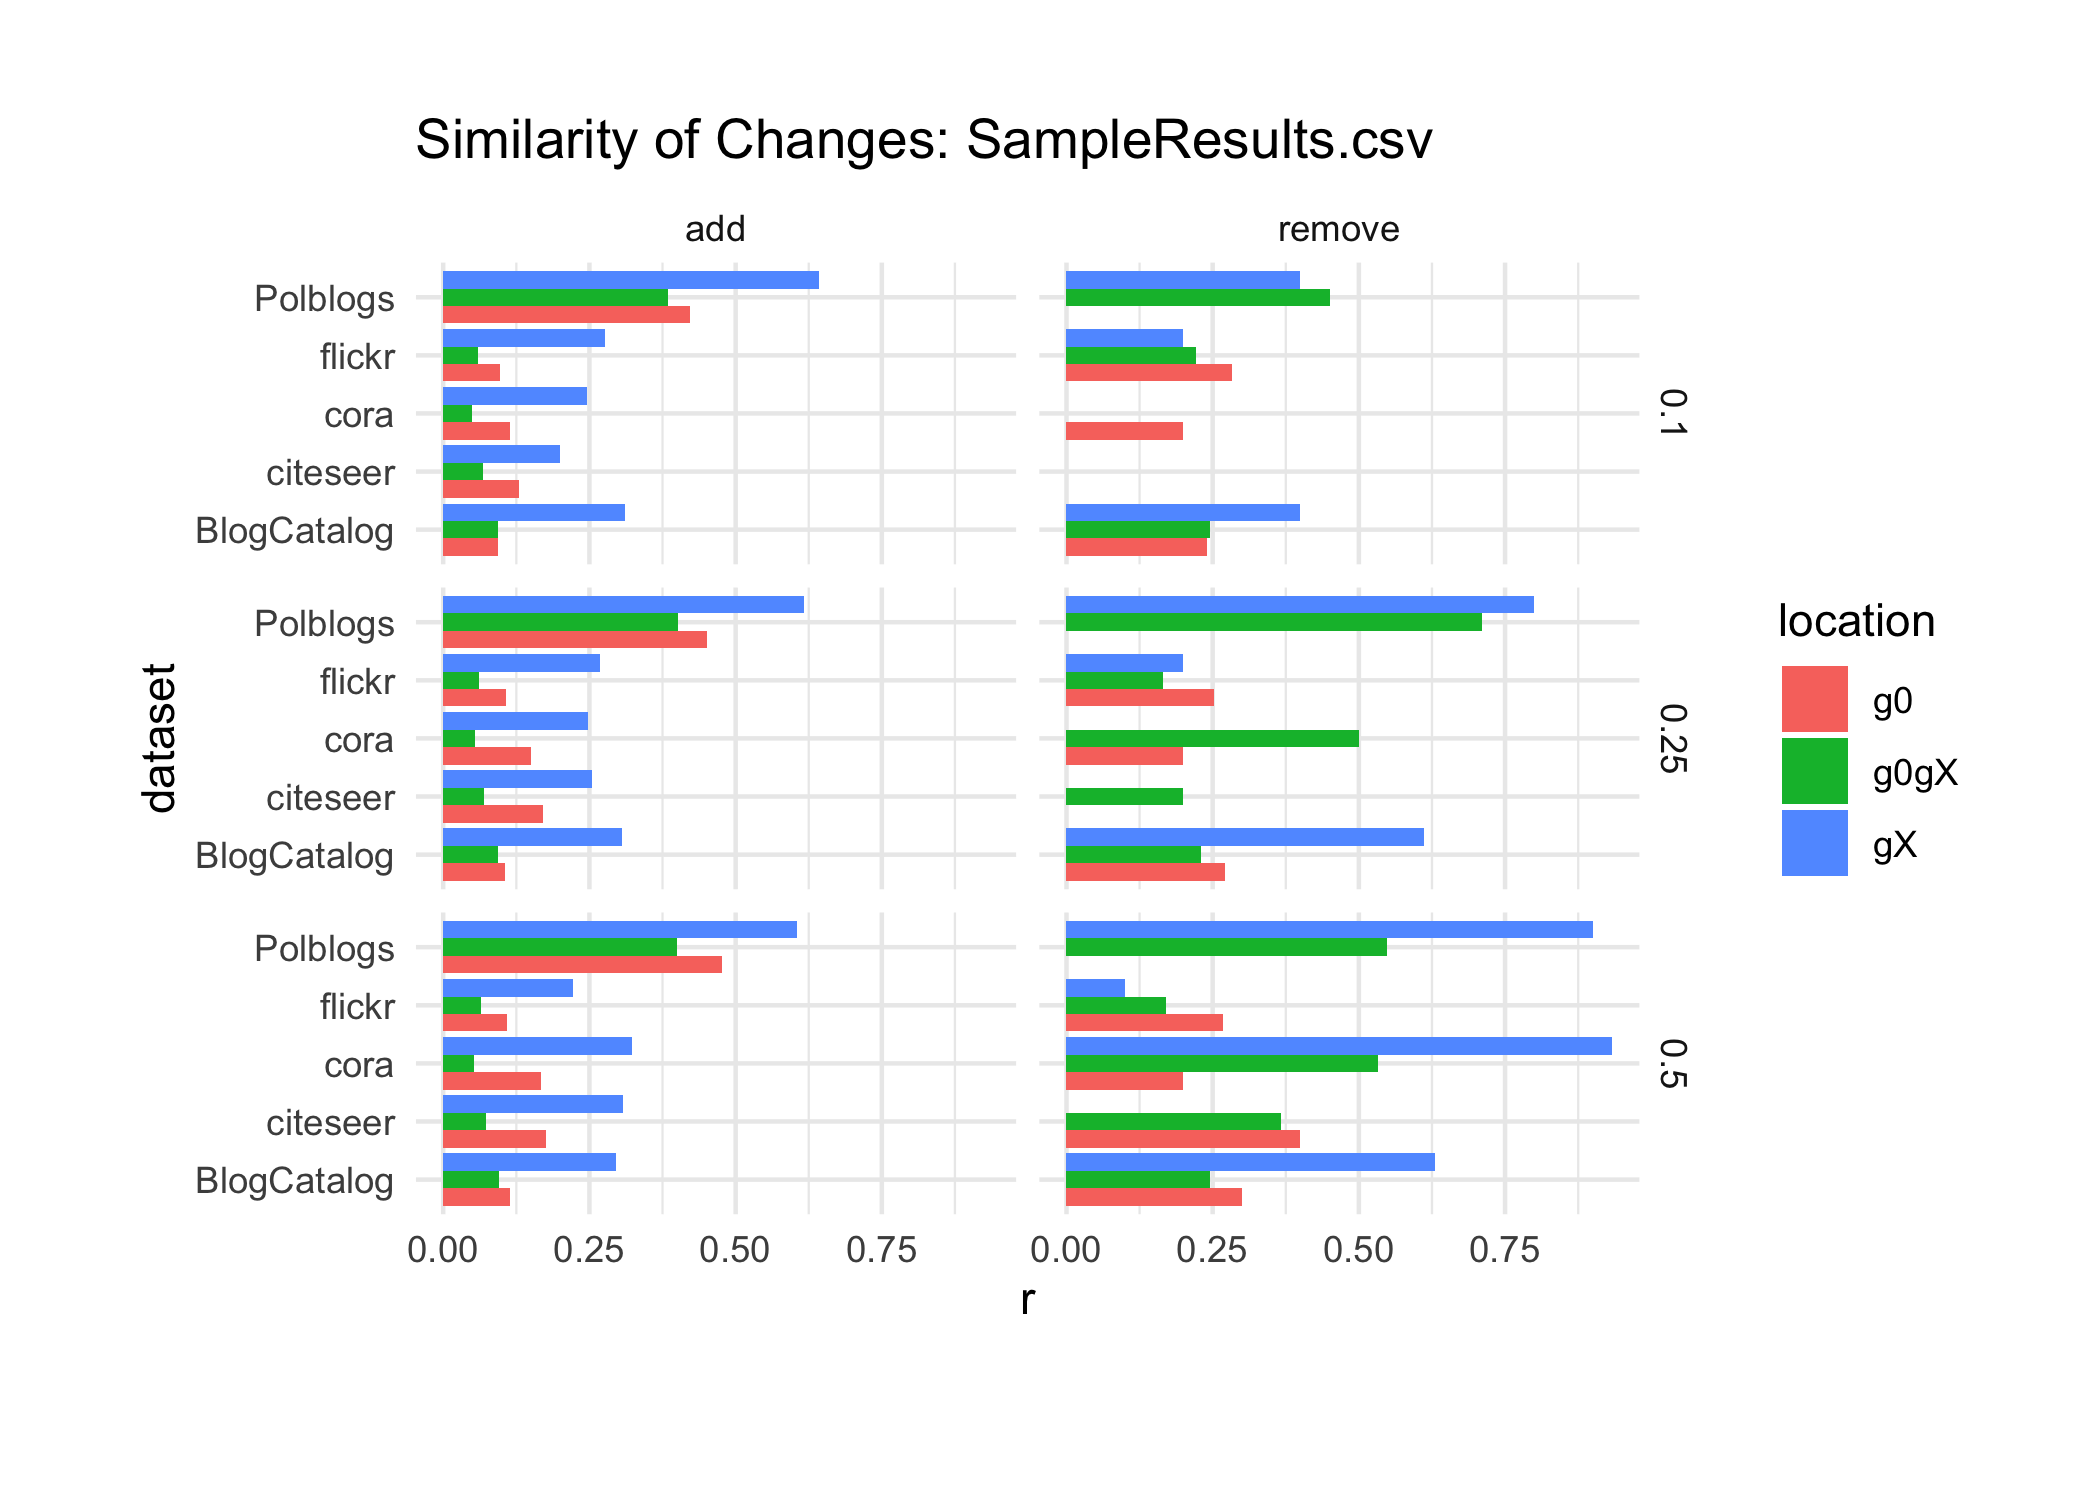 Similarity of Changes: SampleResults.csv
add
remove
Polblogs
flickr
cora
citeseer
BlogCatalog
0.1
Polblogs
flickr
cora
citeseer
BlogCatalog
0.25
Polblogs
flickr
cora
citeseer
BlogCatalog
0.5
dataset
0.00 0.25 0.50 0.75
0.00 0.25 0.50 0.75
r
location
g0
g0gX
gX